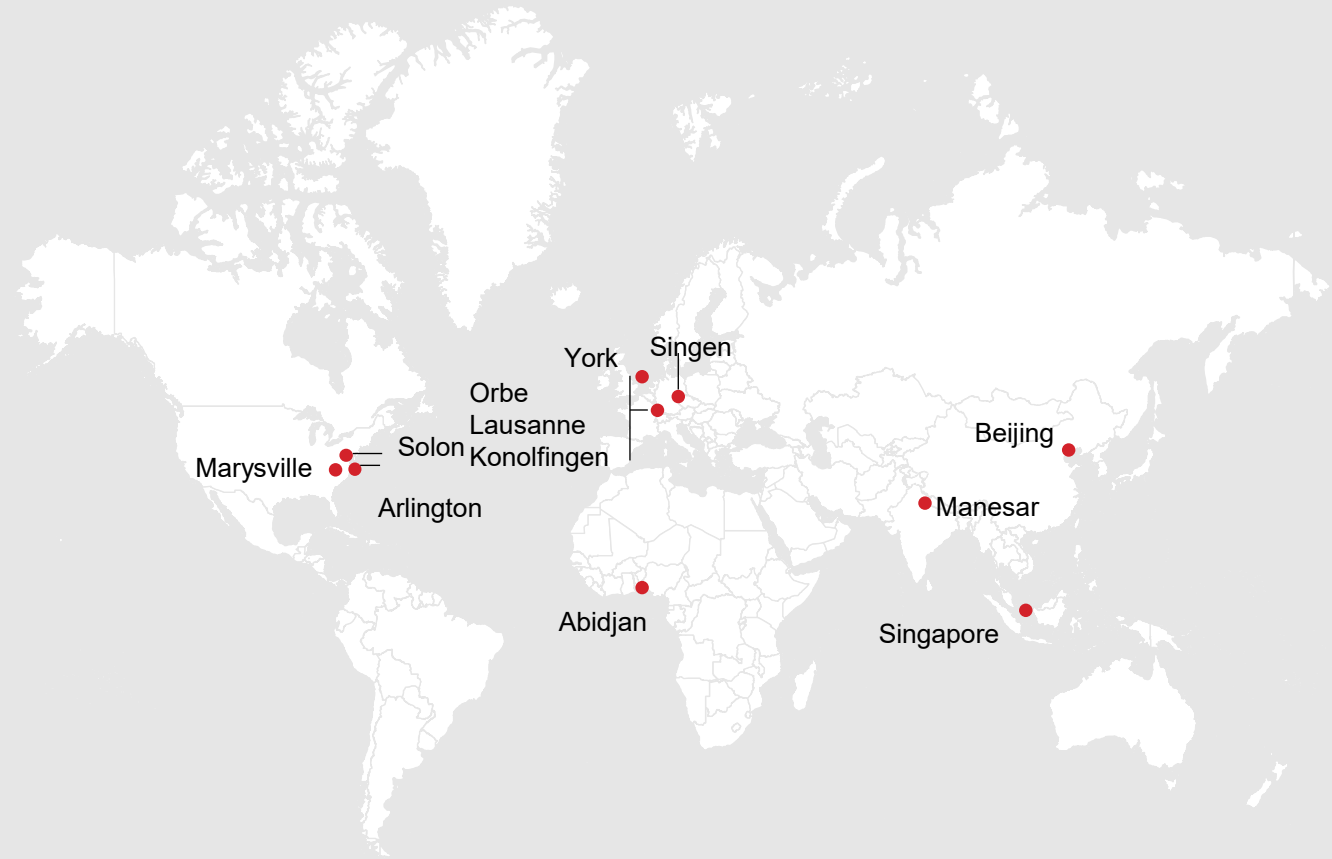 Singen
York
Orbe
Lausanne
Konolfingen
Solon
Marysville
Arlington
Beijing
Manesar
Abidjan
Singapore